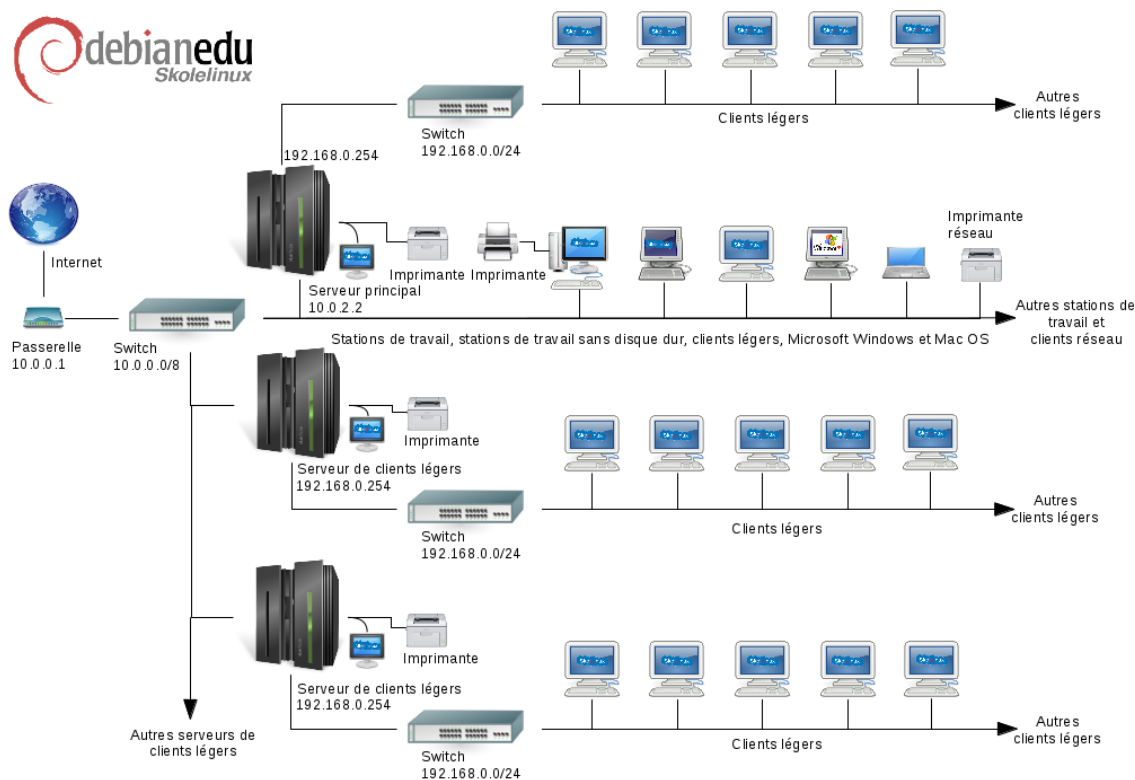 debianedu
Skolelinux
Clients légers
Autres
clients légers
Switch
192.168.0.0/24
192.168.0.254
Internet
Imprimante
Imprimante
Imprimante
réseau
Serveur principal
10.0.2.2
Passerelle
10.0.0.1
Switch
10.0.0.0/8
Stations de travail, stations de travail sans disque dur, clients légers, Microsoft Windows et Mac OS
Autres stations de
travail et
clients réseau
Imprimante
Serveur de clients légers
192.168.0.254
Switch
192.168.0.0/24
Clients légers
Autres
clients légers
Imprimante
Serveur de clients légers
192.168.0.254
Switch
192.168.0.0/24
Clients légers
Autres
clients légers
Autres serveurs de
clients légers